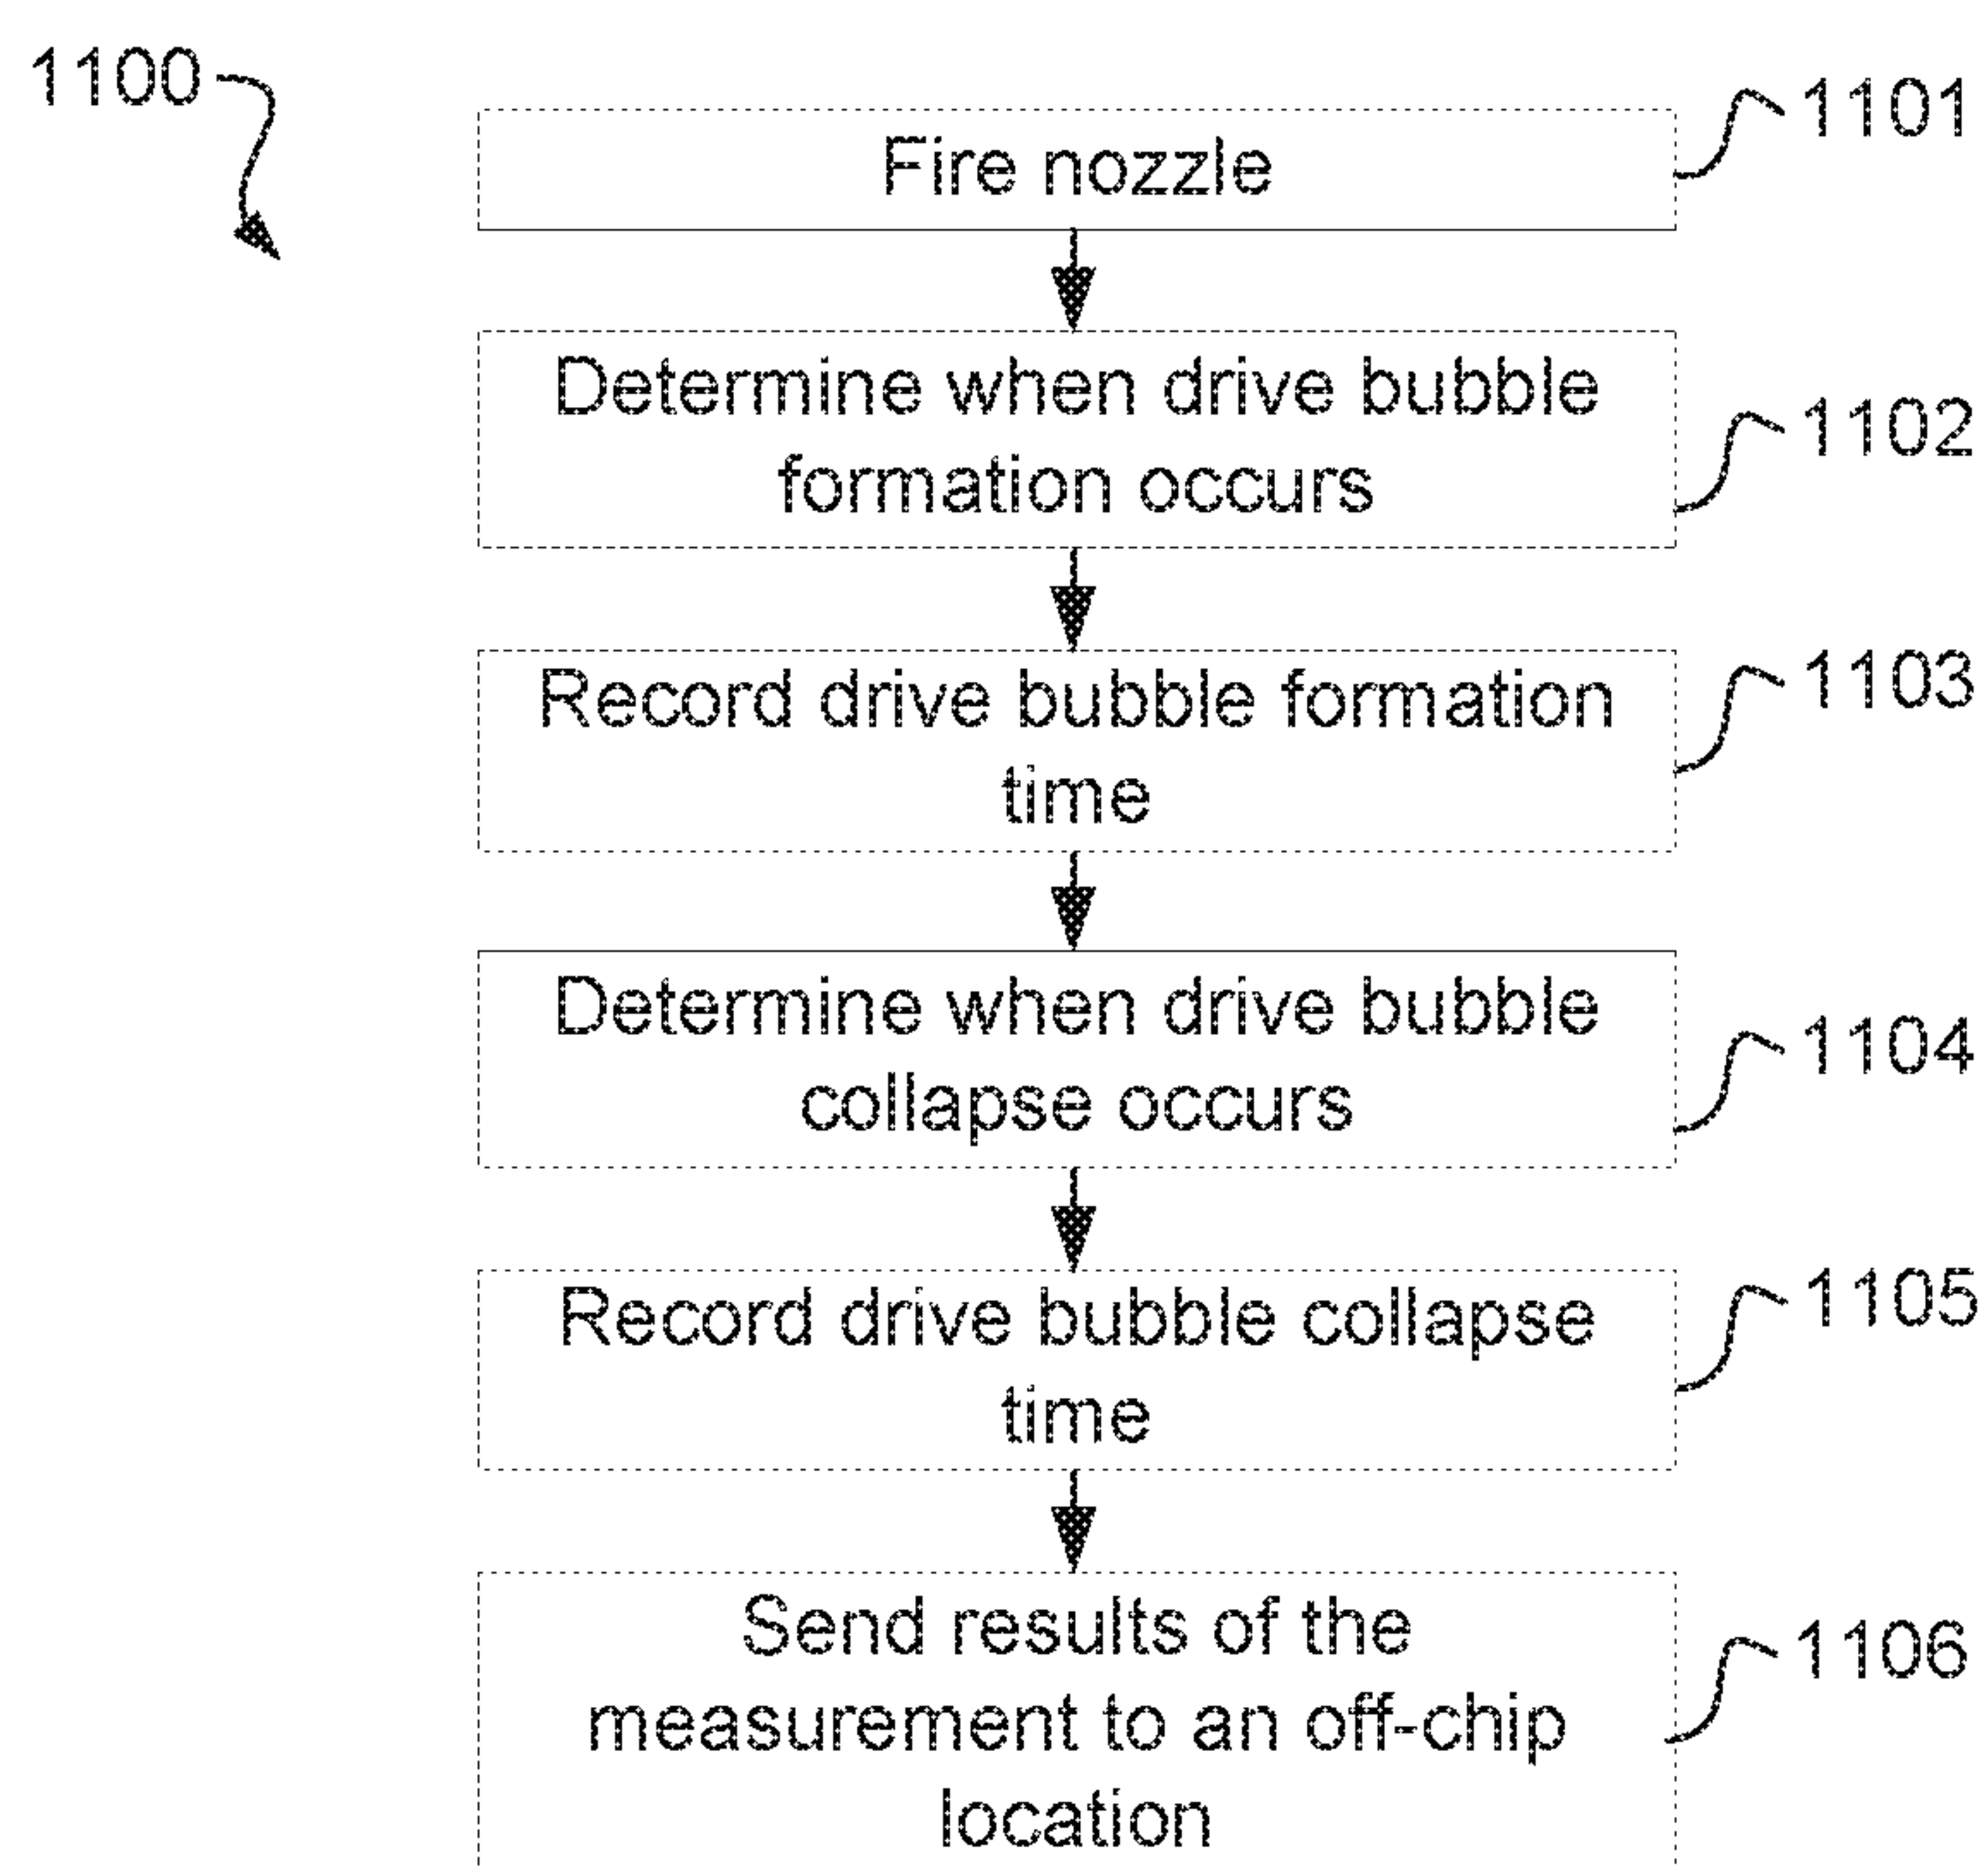 1100
Fire nozzle
1101
Determine when drive bubble
formation occurs
1102
Record drive bubble formation
time
1103
Determine when drive bubble
collapse occurs
1104
Record drive bubble collapse
time
1105
Send results of the
measurement to an off-chip
location
1106